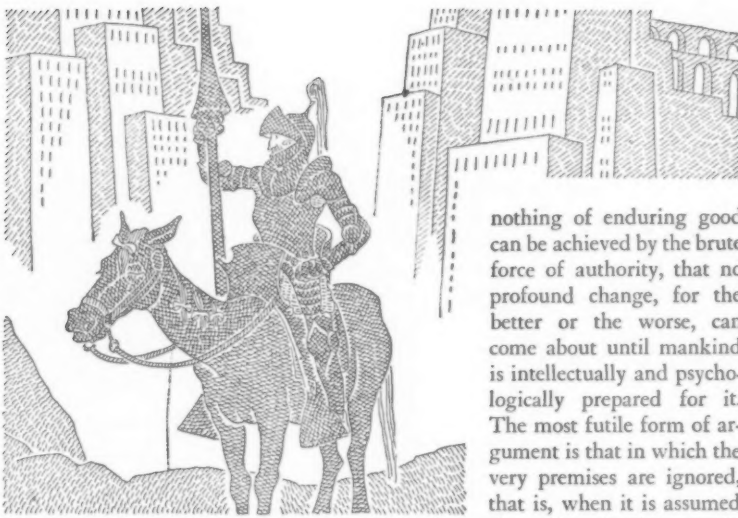 nothing of enduring good
can be achieved by the brute
force of authority, that no
profound change, for the
better or the worse, can
come about until mankind
is intellectually and psycho-
logically prepared for it.
The most futile form of ar-
gument is that in which the
very premises are ignored,
that is, when it is assumed